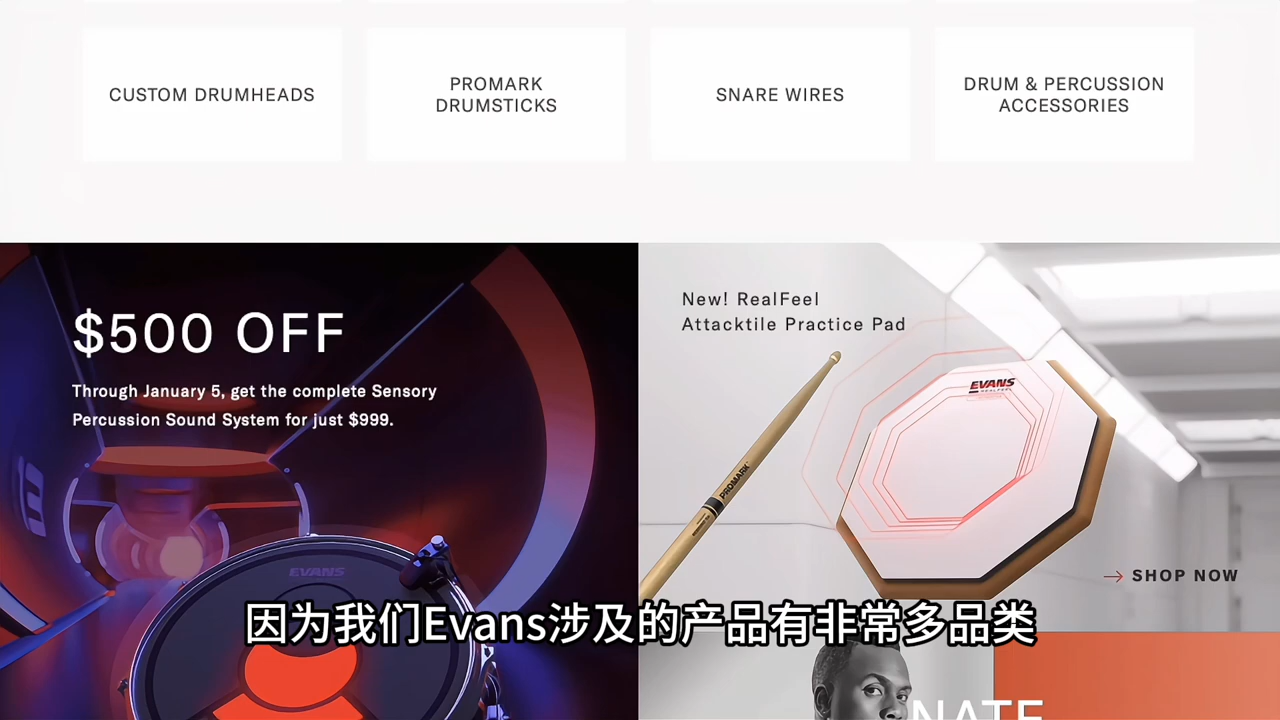 CUSTOM DRUMHEADS
PROMARK
DRUMSTICKS
SNARE WIRES
DRUM & PERCUSSION
ACCESSORIES
$500 OFF
Through January 5, get the complete Sensory
Percussion Sound System for just $999.
EVANS
New! RealFeel
Attacktile Practice Pad
EVANS
REALFEEL
PROMARK
→ SHOP NOW
因为我们Evans涉及的产品有非常多品类
NATE